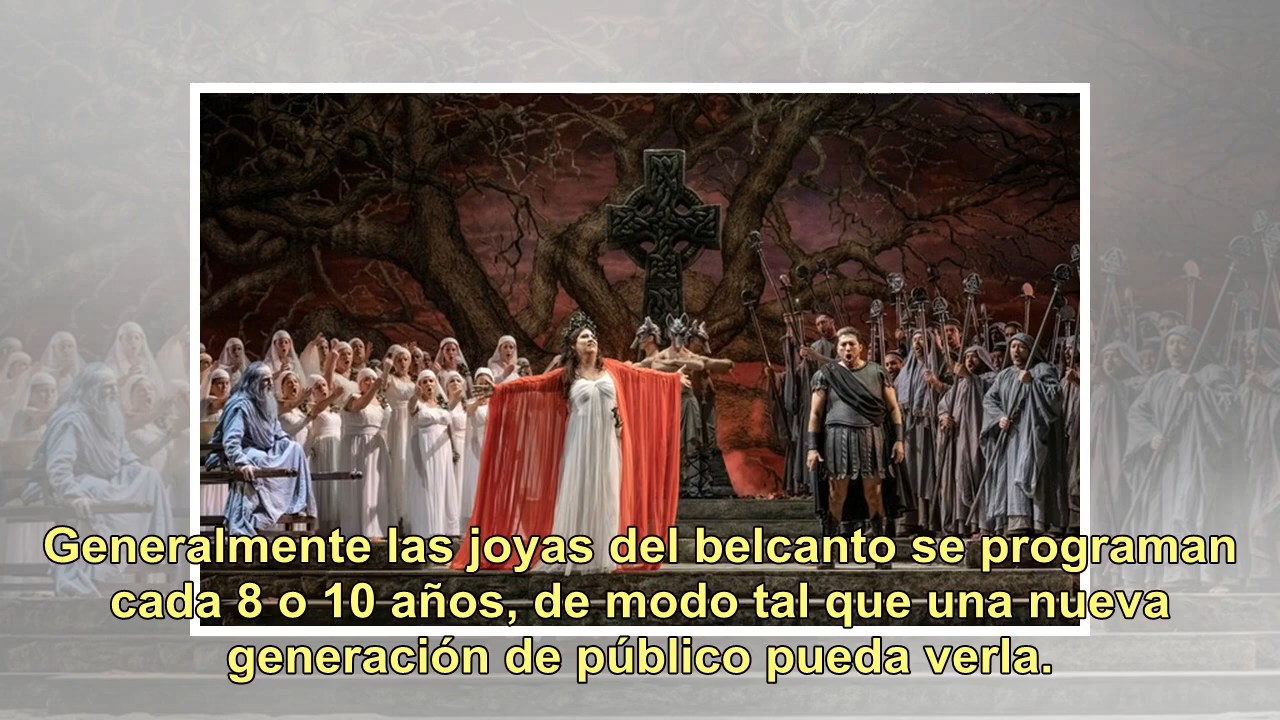 Generalmente las joyas del belcanto se programan
cada 8 o 10 años, de modo tal que una nueva
generación de público pueda verla.